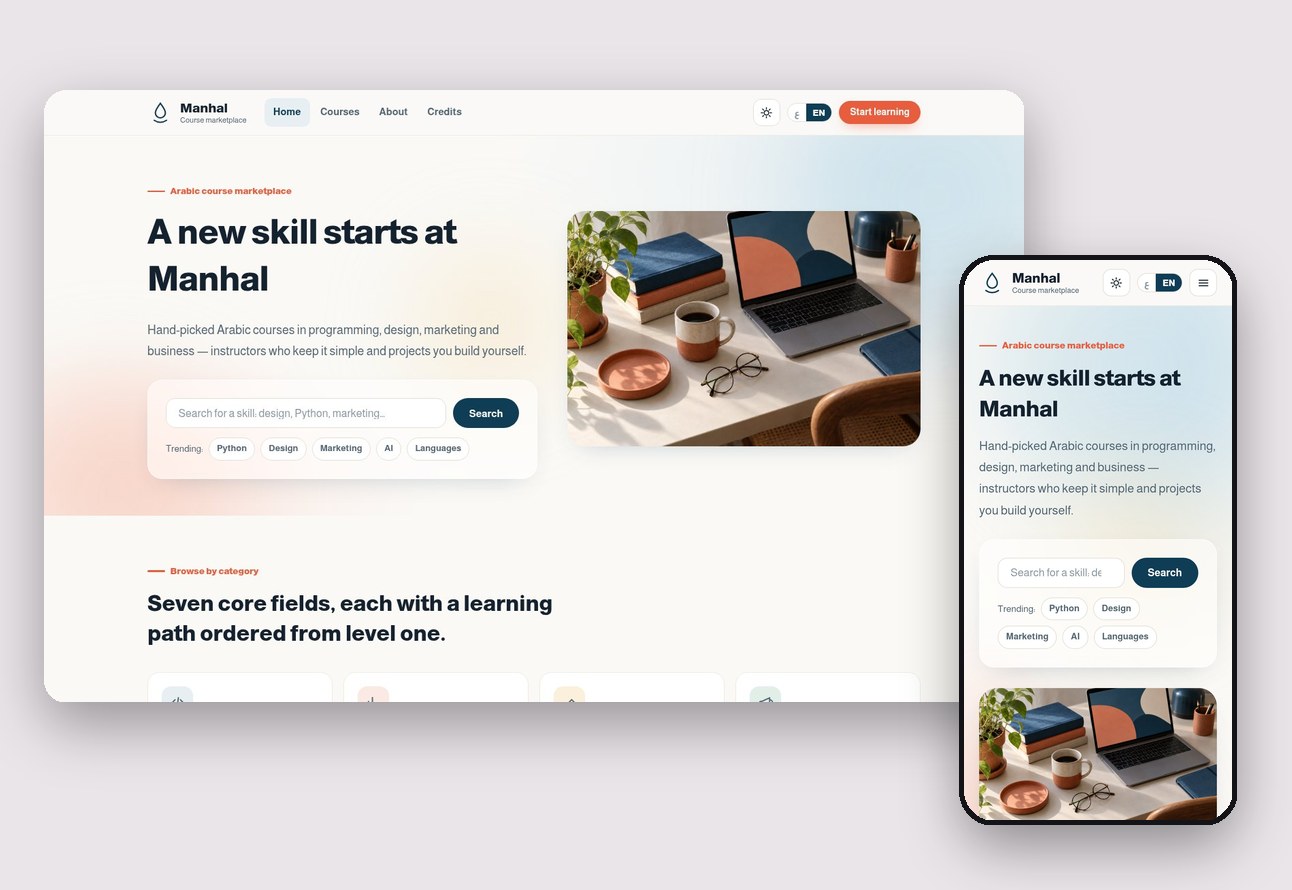 Manhal
Course marketplace
Home
Courses
About
Credits
ع
EN
Start learning
Arabic course marketplace
A new skill starts at
Manhal
Hand-picked Arabic courses in programming, design, marketing and
business — instructors who keep it simple and projects you build yourself.
Search for a skill: design, Python, marketing...
Search
Trending:
Python
Design
Marketing
AI
Languages
Browse by category
Seven core fields, each with a learning
path ordered from level one.
Manhal
Course marketplace
ع
EN
Arabic course marketplace
A new skill starts at
Manhal
Hand-picked Arabic courses in programming,
design, marketing and business —
instructors who keep it simple and projects
you build yourself.
Search for a skill: de
Search
Trending:
Python
Design
Marketing
AI
Languages